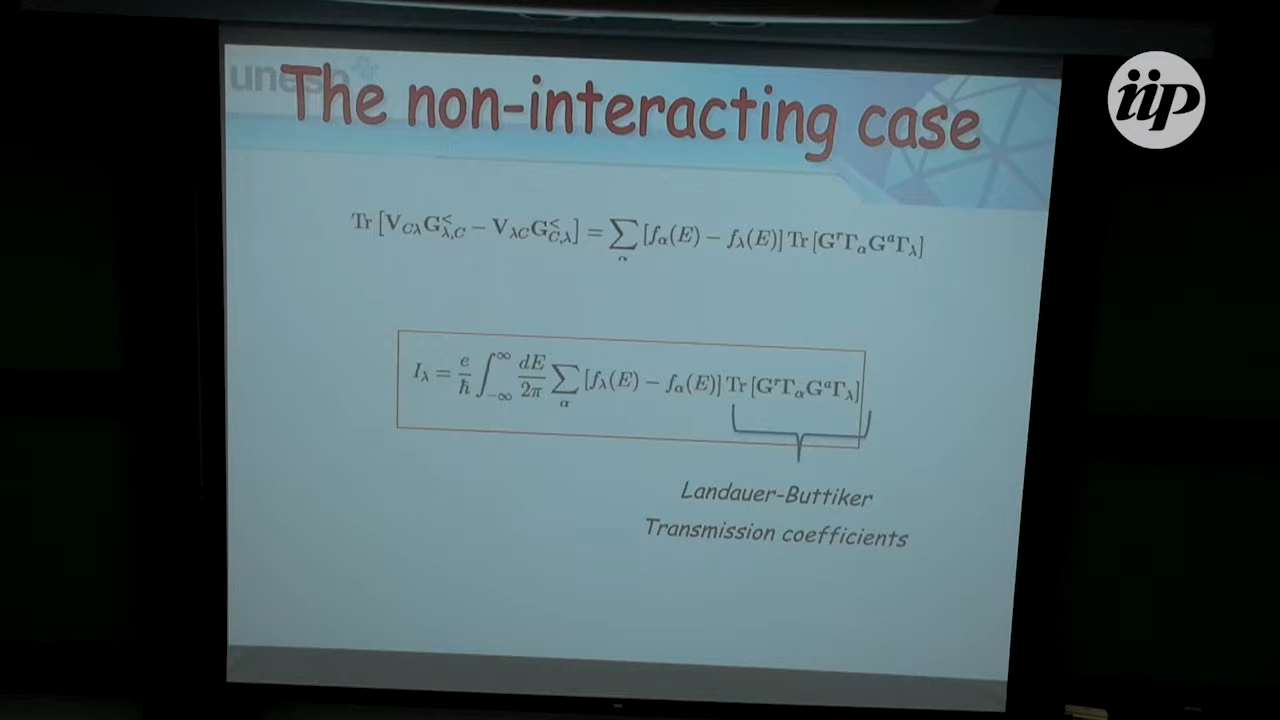 iip
unesp
The non-interacting case
Tr [V_{Cλ}G^<_{λ,C} − V_{λC}G^<_{C,λ}] = ∑_α [f_α(E) − f_λ(E)] Tr [G^rΓ_αG^aΓ_λ]
I_λ = e/ħ ∫_{−∞}^{∞} dE/2π ∑_α [f_λ(E) − f_α(E)] Tr [G^rΓ_αG^aΓ_λ]
Landauer-Buttiker
Transmission coefficients